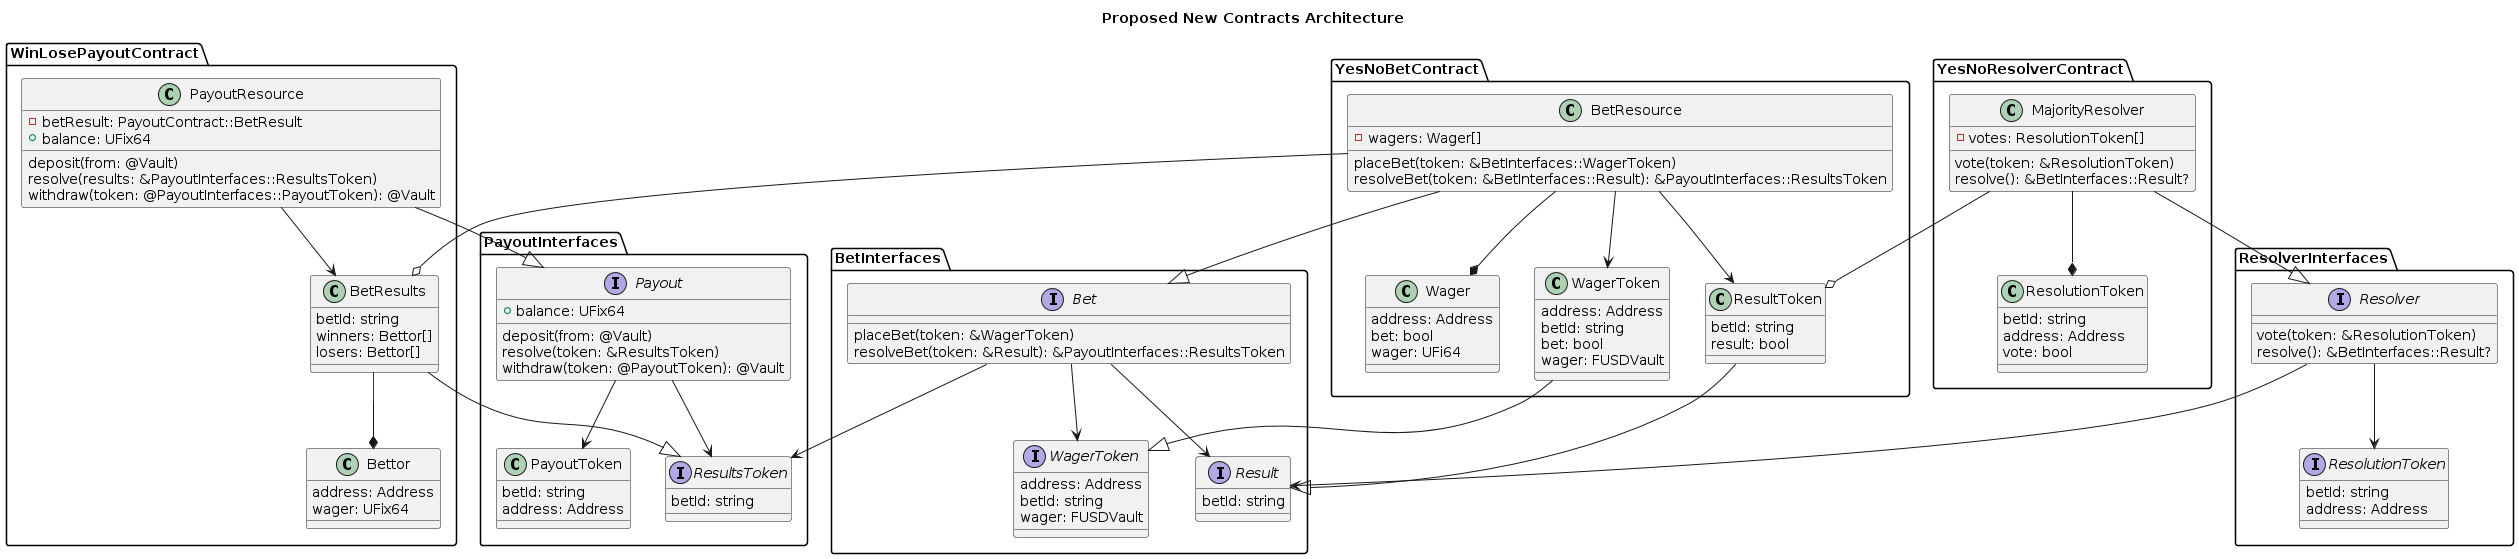 Proposed New Contracts Architecture
WinLosePayoutContract
C PayoutResource
betResult: PayoutContract::BetResult
balance: UFix64
deposit(from: @Vault)
resolve(results: &PayoutInterfaces::ResultsToken)
withdraw(token: @PayoutInterfaces::PayoutToken): @Vault
C BetResults
betId: string
winners: Bettor[]
losers: Bettor[]
C Bettor
address: Address
wager: UFix64
PayoutInterfaces
I Payout
balance: UFix64
deposit(from: @Vault)
resolve(token: &ResultsToken)
withdraw(token: @PayoutToken): @Vault
C PayoutToken
betId: string
address: Address
I ResultsToken
betId: string
BetInterfaces
I Bet
placeBet(token: &WagerToken)
resolveBet(token: &Result): &PayoutInterfaces::ResultsToken
I WagerToken
address: Address
betId: string
wager: FUSDVault
I Result
betId: string
YesNoBetContract
C BetResource
wagers: Wager[]
placeBet(token: &BetInterfaces::WagerToken)
resolveBet(token: &BetInterfaces::Result): &PayoutInterfaces::ResultsToken
C Wager
address: Address
bet: bool
wager: UFi64
C WagerToken
address: Address
betId: string
bet: bool
wager: FUSDVault
C ResultToken
betId: string
result: bool
YesNoResolverContract
C MajorityResolver
votes: ResolutionToken[]
vote(token: &ResolutionToken)
resolve(): &BetInterfaces::Result?
C ResolutionToken
betId: string
address: Address
vote: bool
ResolverInterfaces
I Resolver
vote(token: &ResolutionToken)
resolve(): &BetInterfaces::Result?
I ResolutionToken
betId: string
address: Address